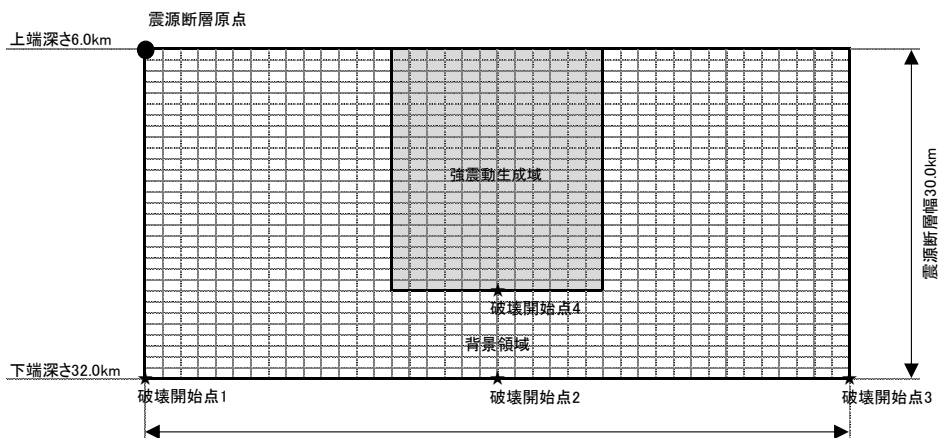 震源断層原点
上端深さ6.0km
強震動生成域
震源断層幅30.0km
破壊開始点4
背景領域
下端深さ32.0km
破壊開始点1
破壊開始点2
破壊開始点3